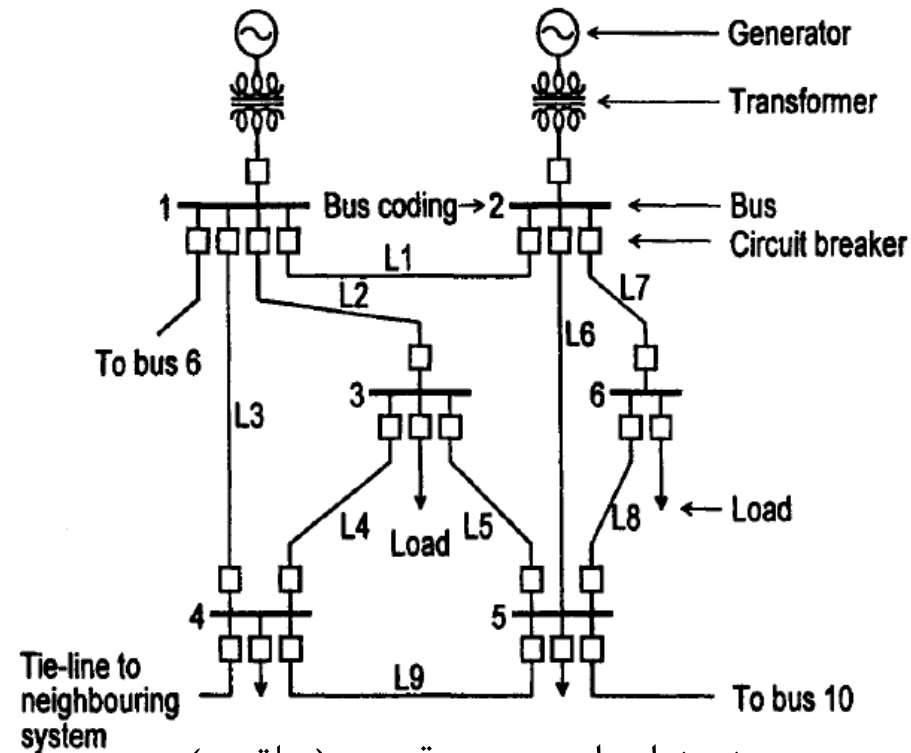 Generator
Transformer
1
Bus coding→2
Bus
Circuit breaker
L1
L2
L7
L6
To bus 6
3
6
L3
L4
Load
L5
L8
Load
4
5
Tie-line to
neighbouring
system
L9
To bus 10